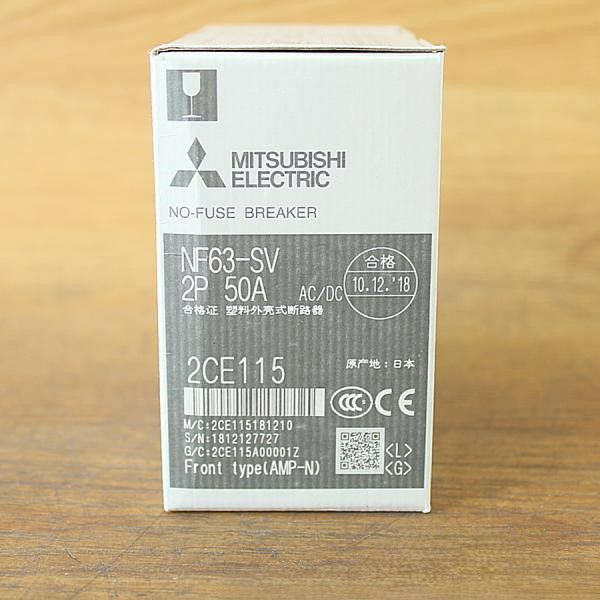 MITSUBISHI
ELECTRIC
NO-FUSE BREAKER
NF63-SV
2P 50A AC/DC
合格
10.12.'18
合格证 塑料外壳式断路器
2CE115
原产地:日本
CCC CE
M/C:2CE115181210
S/N:1812127727
G/C:2CE115A00001Z
Front type(AMP-N)
<L>
<G>